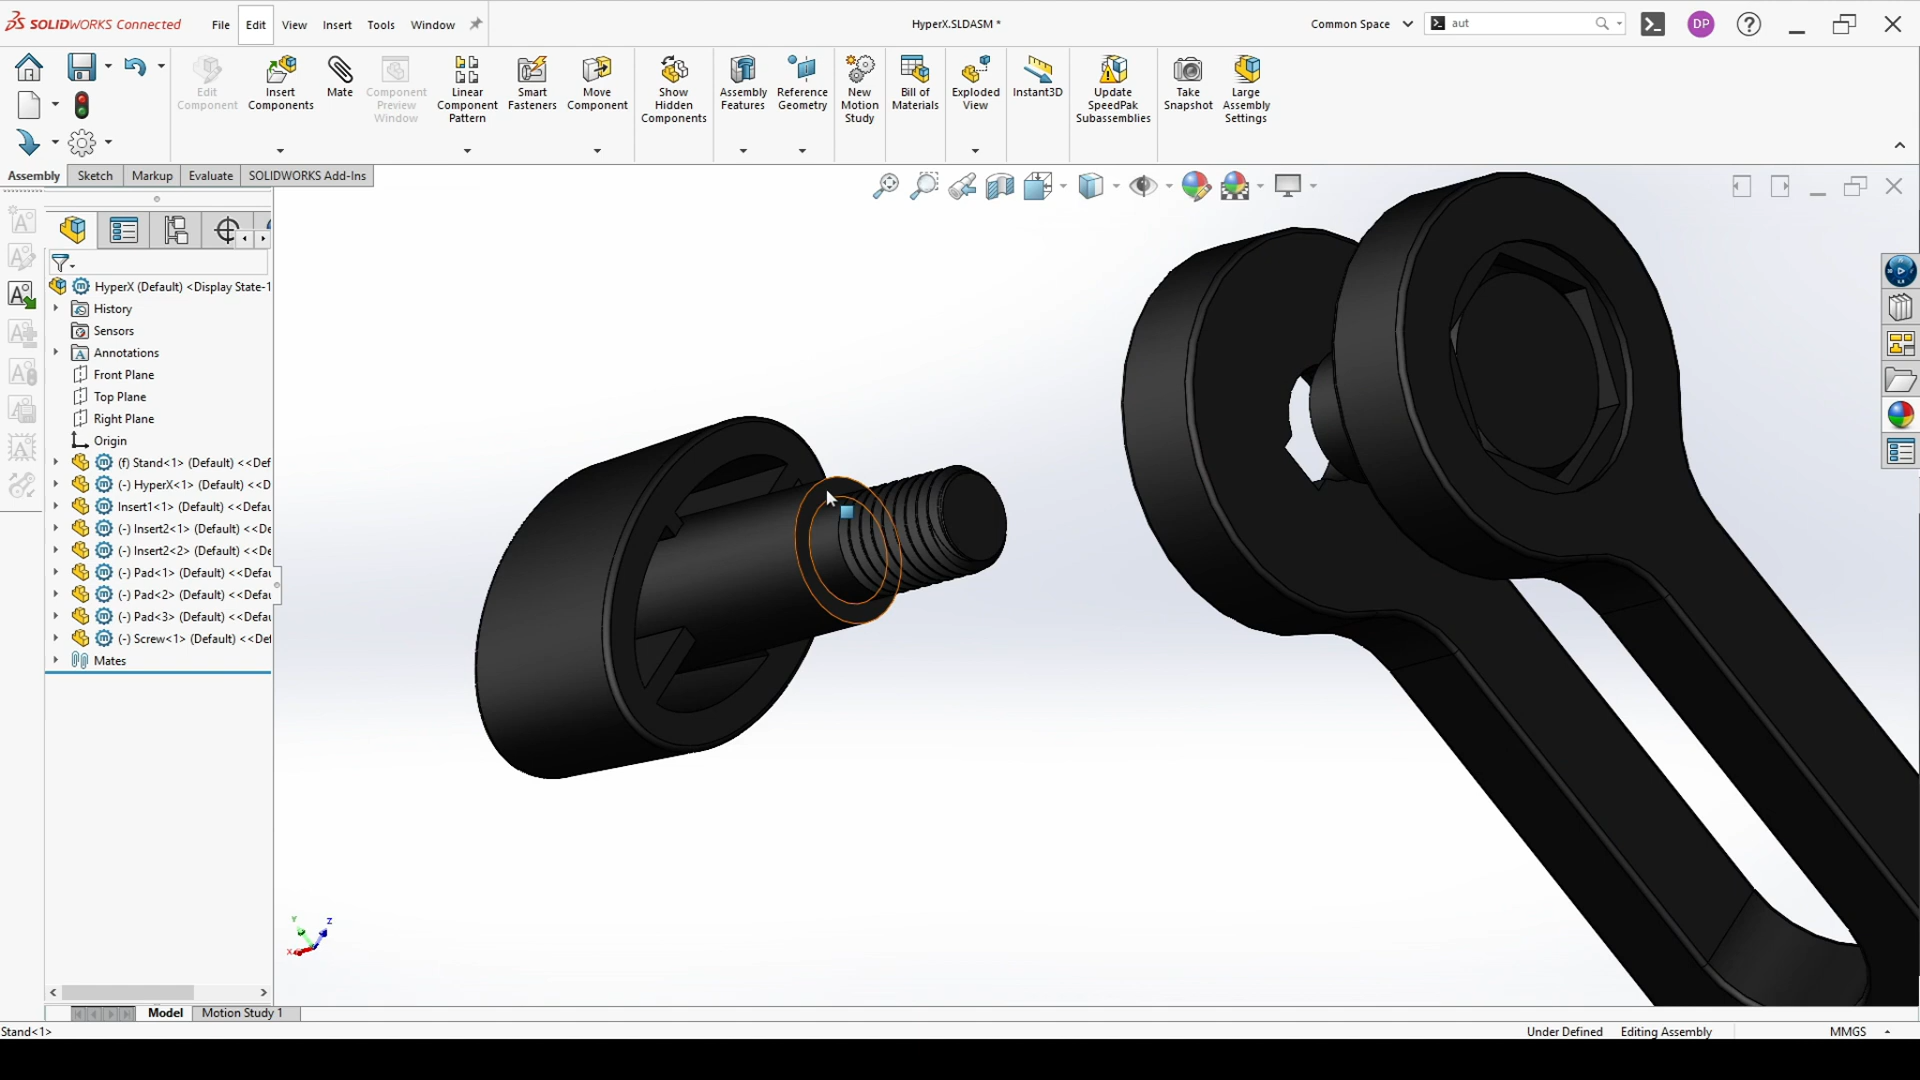 SOLIDWORKS Connected
File Edit View Insert Tools Window
HyperX.SLDASM *
Common Space
aut
DP
Edit Component
Insert Components
Mate
Component Preview Window
Linear Component Pattern
Smart Fasteners
Move Component
Show Hidden Components
Assembly Features
Reference Geometry
New Motion Study
Bill of Materials
Exploded View
Instant3D
Update SpeedPak Subassemblies
Take Snapshot
Large Assembly Settings
Assembly Sketch Markup Evaluate SOLIDWORKS Add-Ins
HyperX (Default) <Display State-1
History
Sensors
Annotations
Front Plane
Top Plane
Right Plane
Origin
(f) Stand<1> (Default) <<Def
(-) HyperX<1> (Default) <<D
Insert1<1> (Default) <<Defau
(-) Insert2<1> (Default) <<De
(-) Insert2<2> (Default) <<De
(-) Pad<1> (Default) <<Defau
(-) Pad<2> (Default) <<Defau
(-) Pad<3> (Default) <<Defau
(-) Screw<1> (Default) <<Def
Mates
Y
Z
X
Model Motion Study 1
Stand<1>
Under Defined Editing Assembly MMGS